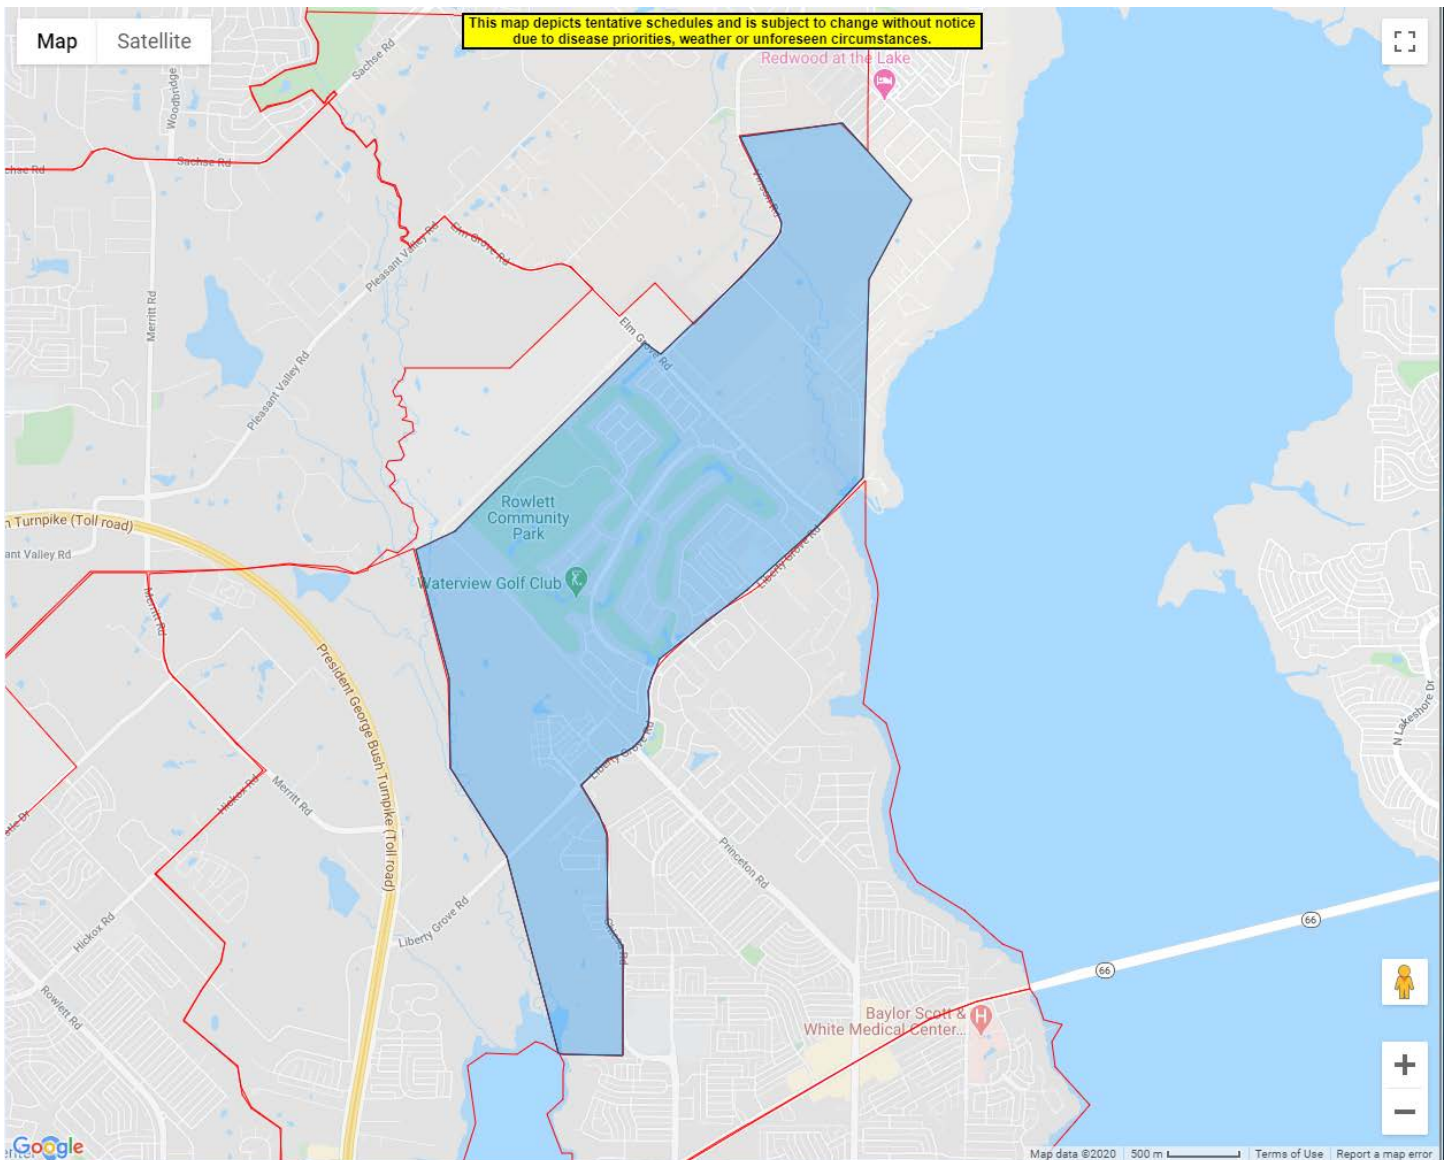 This map depicts tentative schedules and is subject to change without notice
due to disease priorities, weather or unforeseen circumstances.
Map
Satellite
Redwood at the Lake
Sachse Rd
Woodbridge
Sachse Rd
Vinson Rd
Elm Grove Rd
Pleasant Valley Rd
Merritt Rd
Elm Grove Rd
Pleasant Valley Rd
Rowlett
Community
Park
Turnpike (Toll road)
ant Valley Rd
Waterview Golf Club
Liberty Grove Rd
Merritt Rd
President George Bush Turnpike (Toll road)
N Lakeshore Dr
Liberty Grove Rd
Hickox Rd
Merritt Rd
Princeton Rd
Liberty Grove Rd
Hickox Rd
66
66
Rowlett Rd
Baylor Scott &
White Medical Center...
Google
Map data ©2020
500 m
Terms of Use
Report a map error